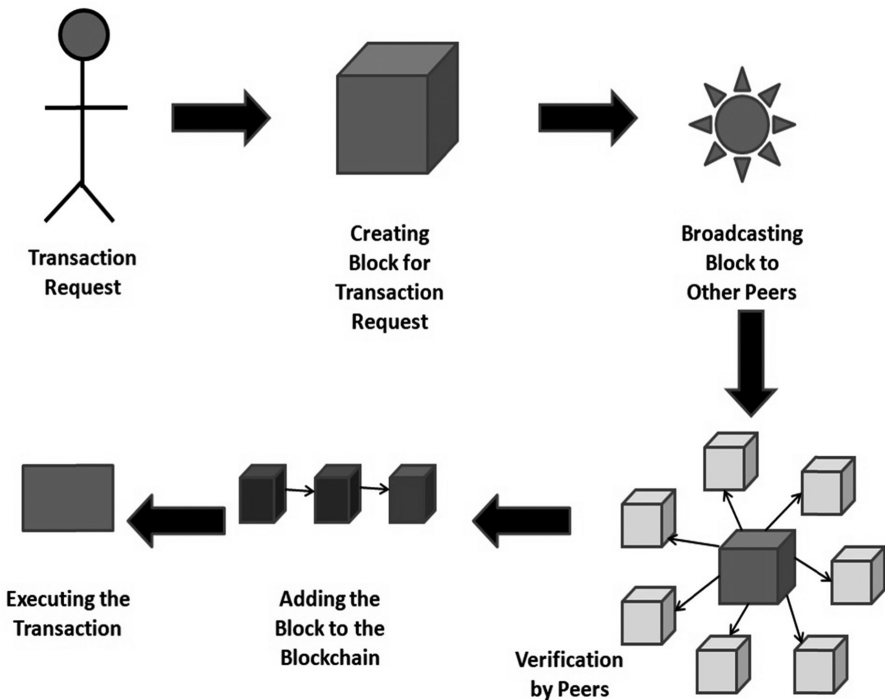 Transaction
Request
Creating
Block for
Transaction
Request
Broadcasting
Block to
Other Peers
Verification
by Peers
Adding the
Block to the
Blockchain
Executing the
Transaction